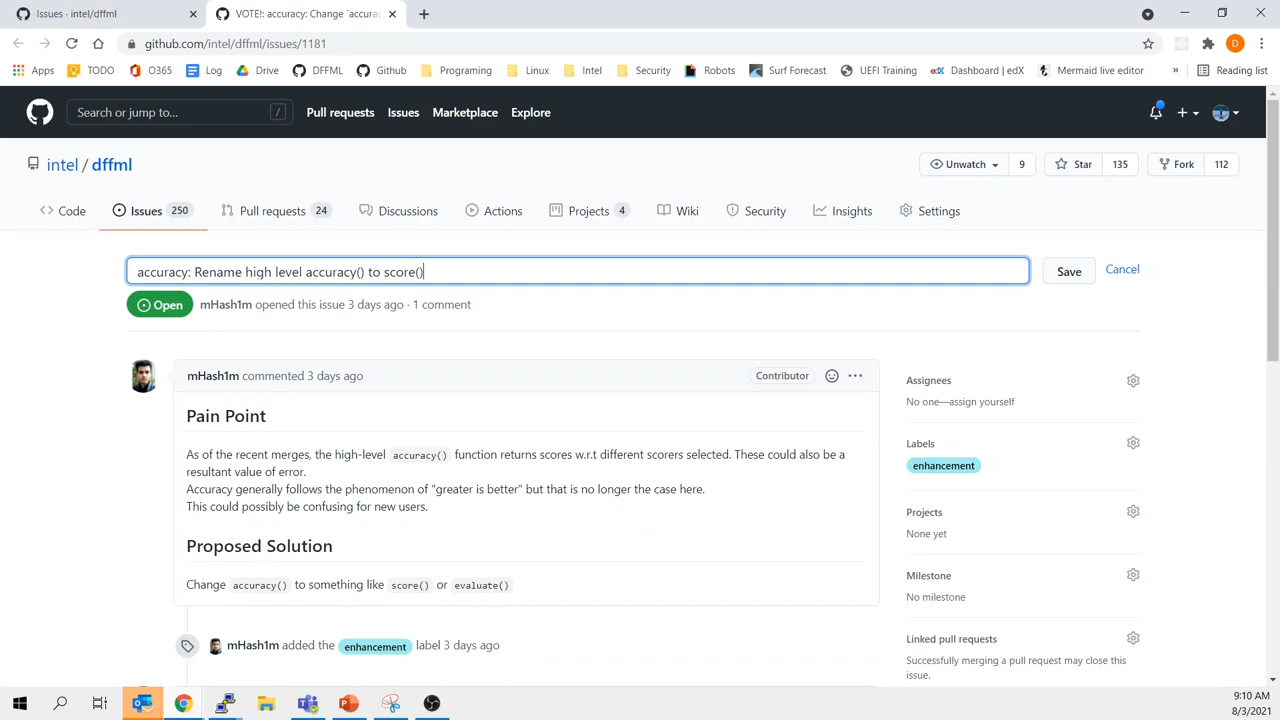 Issues · intel/dffml
VOTE!: accuracy: Change `accurac
github.com/intel/dffml/issues/1181
D
Apps
TODO
O365
Log
Drive
DFFML
Github
Programing
Linux
Intel
Security
Robots
Surf Forecast
UEFI Training
edX Dashboard | edX
Mermaid live editor
»
Reading list
Search or jump to...
/
Pull requests
Issues
Marketplace
Explore
intel / dffml
Unwatch 9
Star 135
Fork 112
Code
Issues 250
Pull requests 24
Discussions
Actions
Projects 4
Wiki
Security
Insights
Settings
accuracy: Rename high level accuracy() to score()
Save
Cancel
Open
mHash1m opened this issue 3 days ago · 1 comment
mHash1m commented 3 days ago
Contributor
Pain Point
As of the recent merges, the high-level accuracy() function returns scores w.r.t different scorers selected. These could also be a
resultant value of error.
Accuracy generally follows the phenomenon of "greater is better" but that is no longer the case here.
This could possibly be confusing for new users.
Proposed Solution
Change accuracy() to something like score() or evaluate()
mHash1m added the enhancement label 3 days ago
Assignees
No one—assign yourself
Labels
enhancement
Projects
None yet
Milestone
No milestone
Linked pull requests
Successfully merging a pull request may close this
issue.
9:10 AM
8/3/2021